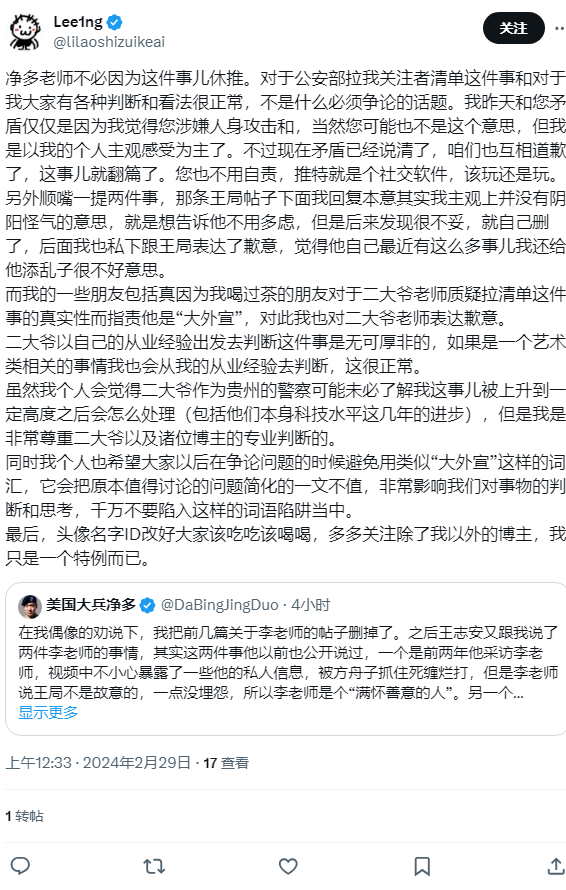 Lee1ng
@lilaoshizuikeai
关注
净多老师不必因为这件事儿休推。对于公安部拉我关注者清单这件事和对于
我大家有各种判断和看法很正常，不是什么必须争论的话题。我昨天和您矛
盾仅仅是因为我觉得您涉嫌人身攻击和，当然您可能也不是这个意思，但我
是以我的个人主观感受为主了。不过现在矛盾已经说清了，咱们也互相道歉
了，这事儿就翻篇了。您也不用自责，推特就是个社交软件，该玩还是玩。
另外顺嘴一提两件事，那条王局帖子下面我回复本意其实我主观上并没有阴
阳怪气的意思，就是想告诉他不用多虑，但是后来发现很不妥，就自己删
了，后面我也私下跟王局表达了歉意，觉得他自己最近有这么多事儿我还给
他添乱子很不好意思。
而我的一些朋友包括真因为我喝过茶的朋友对于二大爷老师质疑拉清单这件
事的真实性而指责他是“大外宣”，对此我也对二大爷老师表达歉意。
二大爷以自己的从业经验出发去判断这件事是无可厚非的，如果是一个艺术
类相关的事情我也会从我的从业经验去判断，这很正常。
虽然我个人会觉得二大爷作为贵州的警察可能未必了解我这事儿被上升到一
定高度之后会怎么处理（包括他们本身科技水平这几年的进步），但是我是
非常尊重二大爷以及诸位博主的专业判断的。
同时我个人也希望大家以后在争论问题的时候避免用类似“大外宣”这样的词
汇，它会把原本值得讨论的问题简化的一文不值，非常影响我们对事物的判
断和思考，千万不要陷入这样的词语陷阱当中。
最后，头像名字ID改好大家该吃吃该喝喝，多多关注除了我以外的博主，我
只是一个特例而已。
美国大兵净多 @DaBingJingDuo · 4小时
在我偶像的劝说下，我把前几篇关于李老师的帖子删掉了。之后王志安又跟我说了
两件李老师的事情，其实这两件事他以前也公开说过，一个是前两年他采访李老
师，视频中不小心暴露了一些他的私人信息，被方舟子抓住死缠烂打，但是李老师
说王局不是故意的，一点没埋怨，所以李老师是个“满怀善意的人”。另一个...
显示更多
上午12:33 · 2024年2月29日 · 17 查看
1 转帖